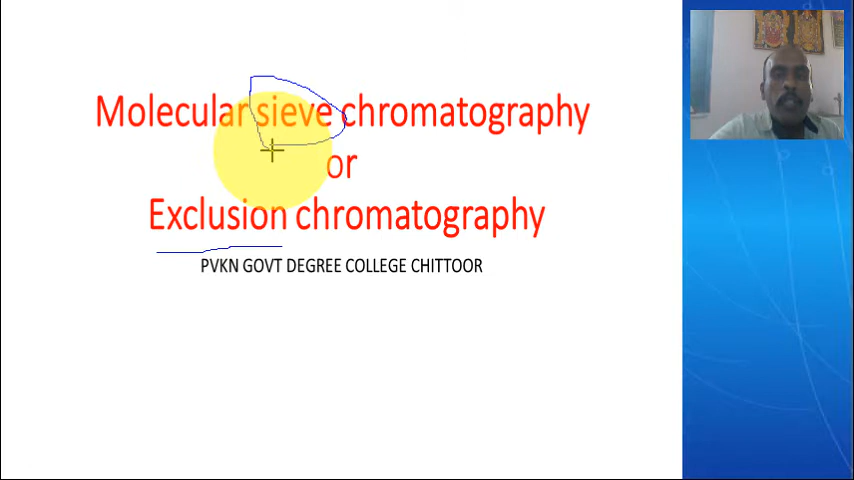 Molecular sieve chromatography
or
Exclusion chromatography
PVKN GOVT DEGREE COLLEGE CHITTOOR